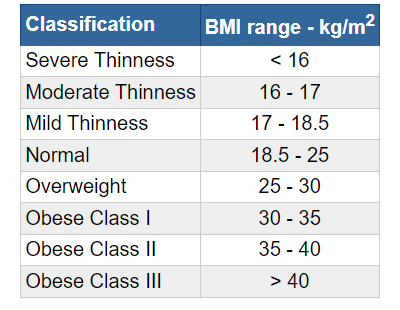 Classification BMI range - kg/m²
Severe Thinness < 16
Moderate Thinness 16 - 17
Mild Thinness 17 - 18.5
Normal 18.5 - 25
Overweight 25 - 30
Obese Class I 30 - 35
Obese Class II 35 - 40
Obese Class III > 40